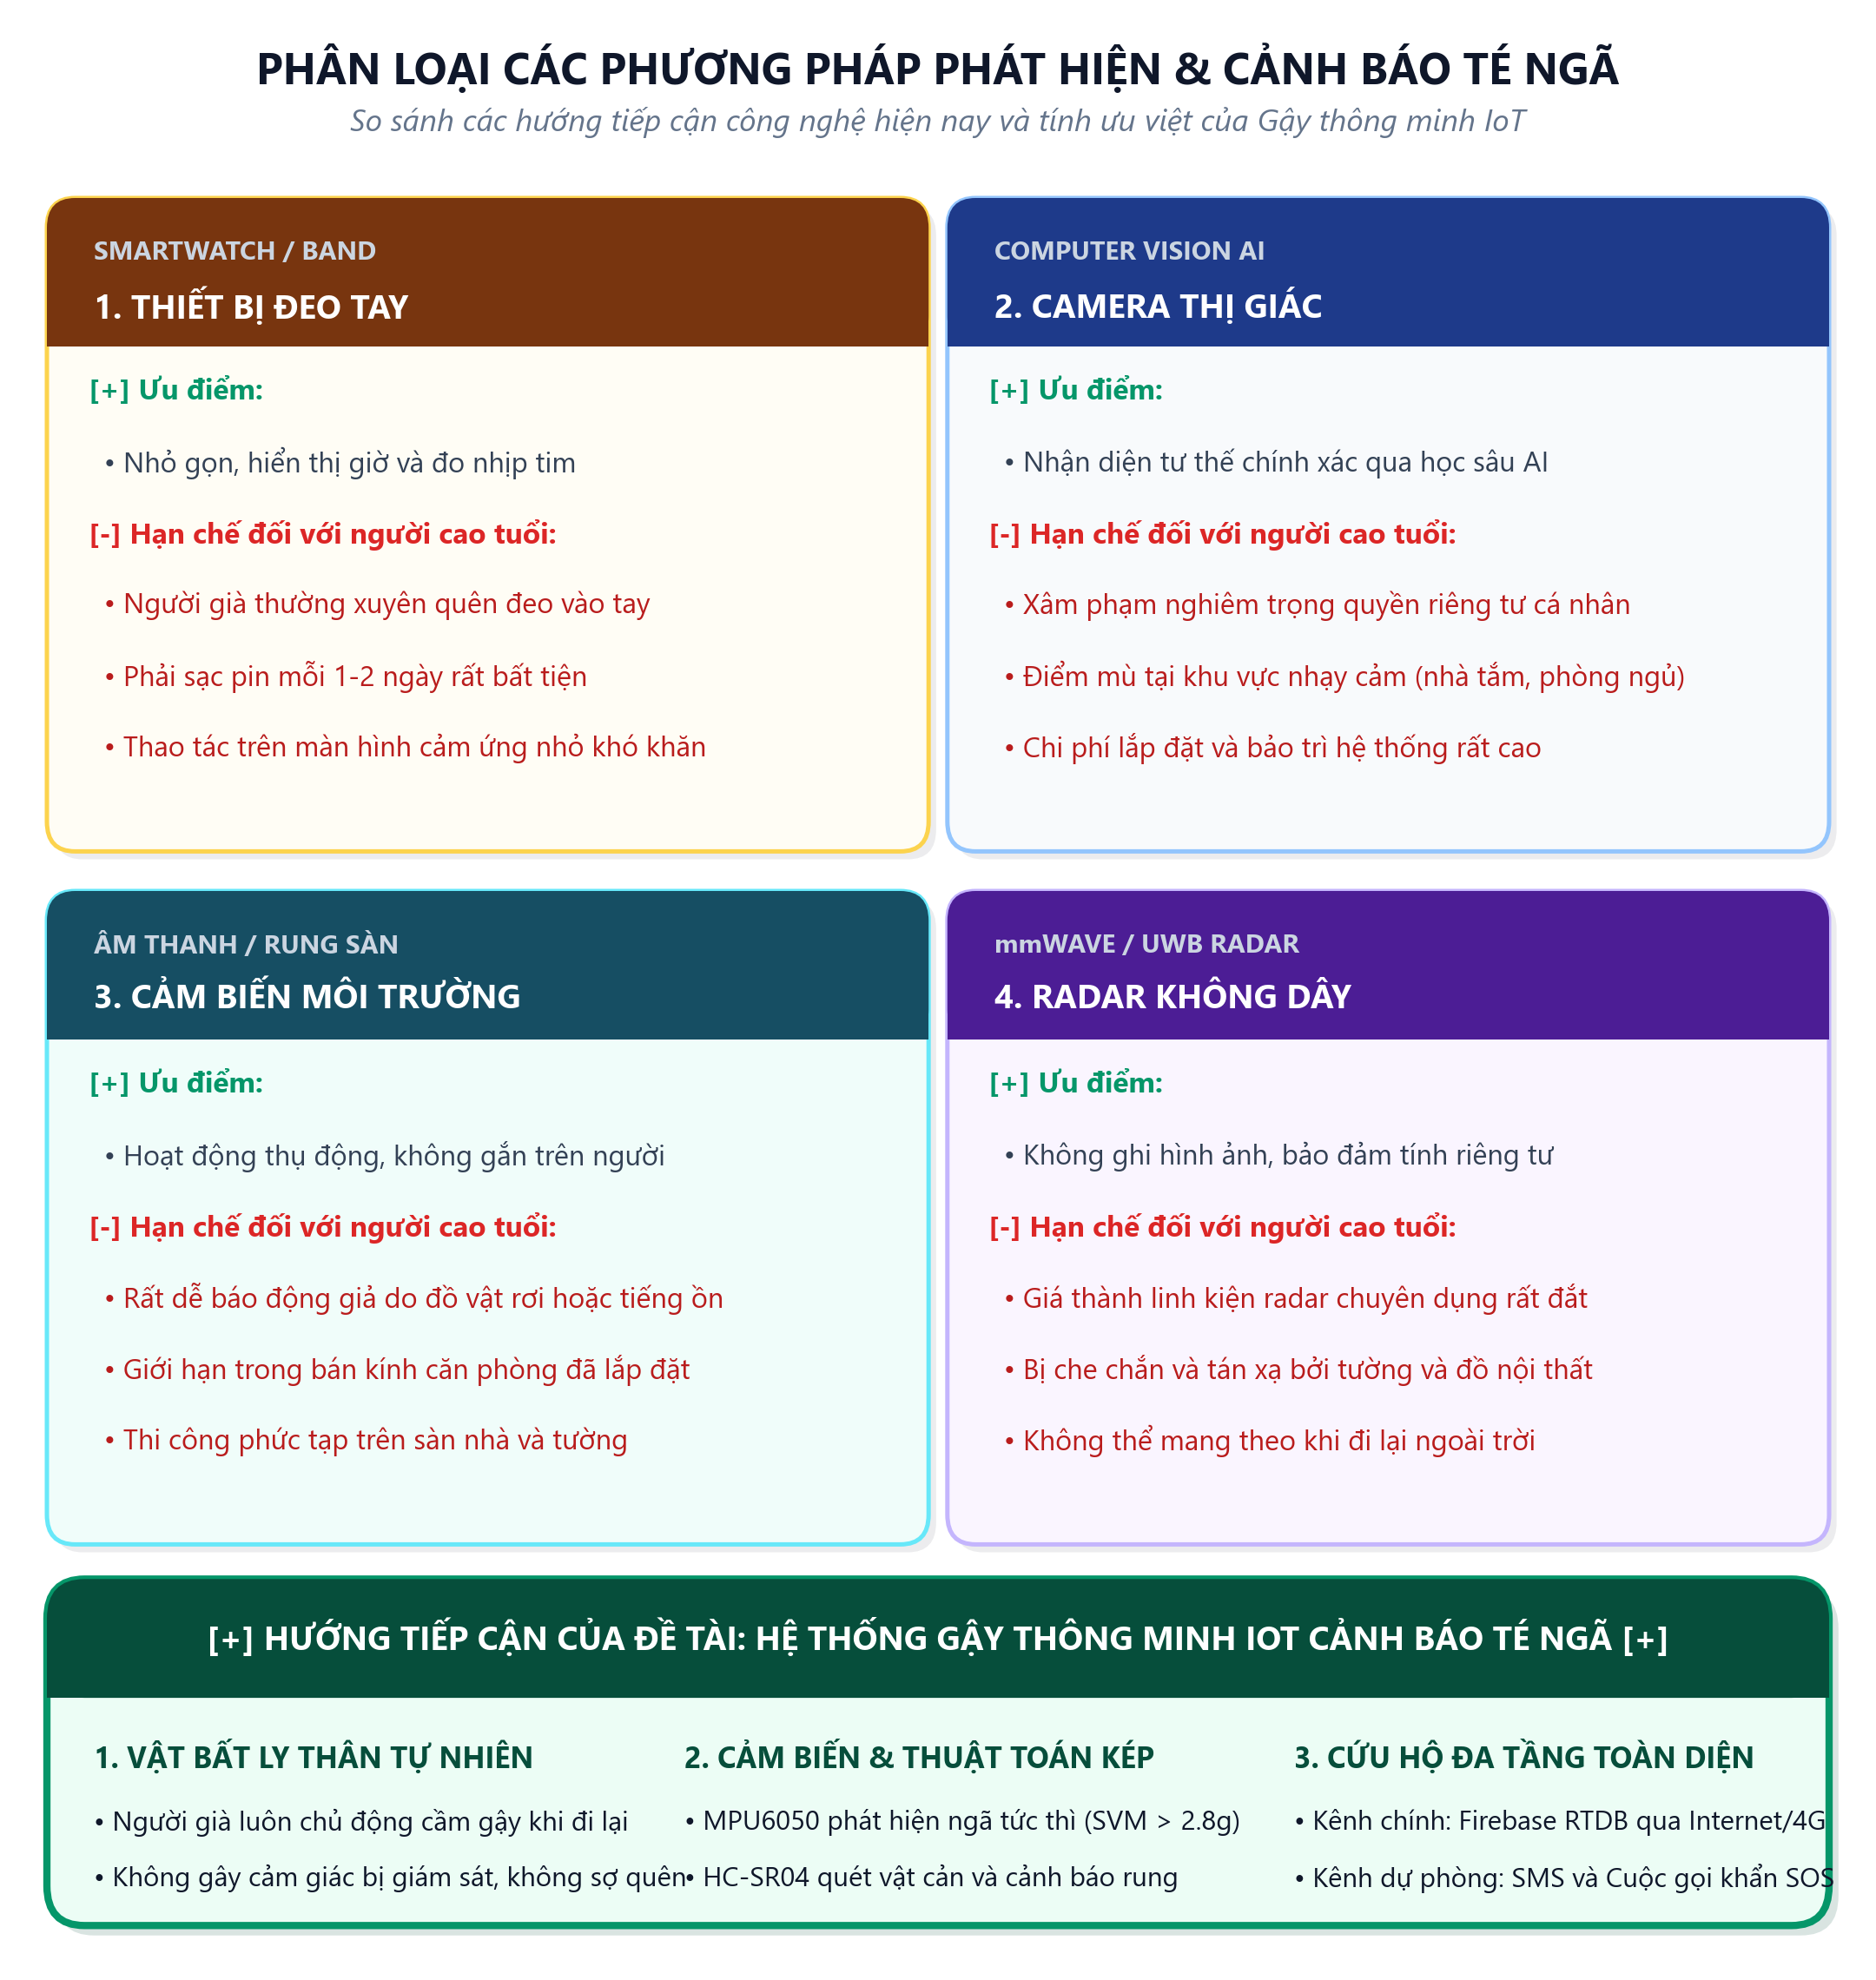 PHÂN LOẠI CÁC PHƯƠNG PHÁP PHÁT HIỆN & CẢNH BÁO TÉ NGÃ
So sánh các hướng tiếp cận công nghệ hiện nay và tính ưu việt của Gậy thông minh IoT
SMARTWATCH / BAND
1. THIẾT BỊ ĐEO TAY
[+] Ưu điểm:
• Nhỏ gọn, hiển thị giờ và đo nhịp tim
[-] Hạn chế đối với người cao tuổi:
• Người già thường xuyên quên đeo vào tay
• Phải sạc pin mỗi 1-2 ngày rất bất tiện
• Thao tác trên màn hình cảm ứng nhỏ khó khăn
COMPUTER VISION AI
2. CAMERA THỊ GIÁC
[+] Ưu điểm:
• Nhận diện tư thế chính xác qua học sâu AI
[-] Hạn chế đối với người cao tuổi:
• Xâm phạm nghiêm trọng quyền riêng tư cá nhân
• Điểm mù tại khu vực nhạy cảm (nhà tắm, phòng ngủ)
• Chi phí lắp đặt và bảo trì hệ thống rất cao
ÂM THANH / RUNG SÀN
3. CẢM BIẾN MÔI TRƯỜNG
[+] Ưu điểm:
• Hoạt động thụ động, không gắn trên người
[-] Hạn chế đối với người cao tuổi:
• Rất dễ báo động giả do đồ vật rơi hoặc tiếng ồn
• Giới hạn trong bán kính căn phòng đã lắp đặt
• Thi công phức tạp trên sàn nhà và tường
mmWAVE / UWB RADAR
4. RADAR KHÔNG DÂY
[+] Ưu điểm:
• Không ghi hình ảnh, bảo đảm tính riêng tư
[-] Hạn chế đối với người cao tuổi:
• Giá thành linh kiện radar chuyên dụng rất đắt
• Bị che chắn và tán xạ bởi tường và đồ nội thất
• Không thể mang theo khi đi lại ngoài trời
[+] HƯỚNG TIẾP CẬN CỦA ĐỀ TÀI: HỆ THỐNG GẬY THÔNG MINH IOT CẢNH BÁO TÉ NGÃ [+]
1. VẬT BẤT LY THÂN TỰ NHIÊN
• Người già luôn chủ động cầm gậy khi đi lại
• Không gây cảm giác bị giám sát, không sợ quên
2. CẢM BIẾN & THUẬT TOÁN KÉP
• MPU6050 phát hiện ngã tức thì (SVM > 2.8g)
• HC-SR04 quét vật cản và cảnh báo rung
3. CỨU HỘ ĐA TẦNG TOÀN DIỆN
• Kênh chính: Firebase RTDB qua Internet/4G
• Kênh dự phòng: SMS và Cuộc gọi khẩn SOS